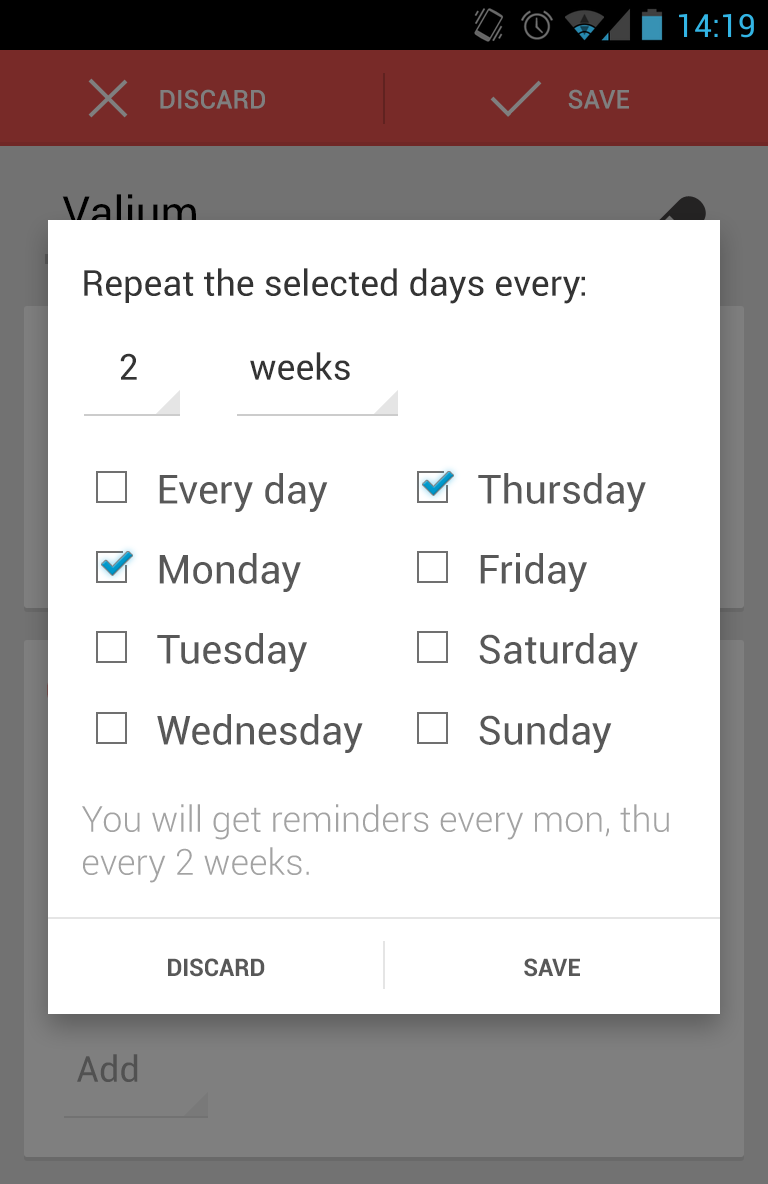 14:19
DISCARD
SAVE
Valium
Repeat the selected days every:
2
weeks
Every day
Thursday
Monday
Friday
Tuesday
Saturday
Wednesday
Sunday
You will get reminders every mon, thu
every 2 weeks.
DISCARD
SAVE
Add